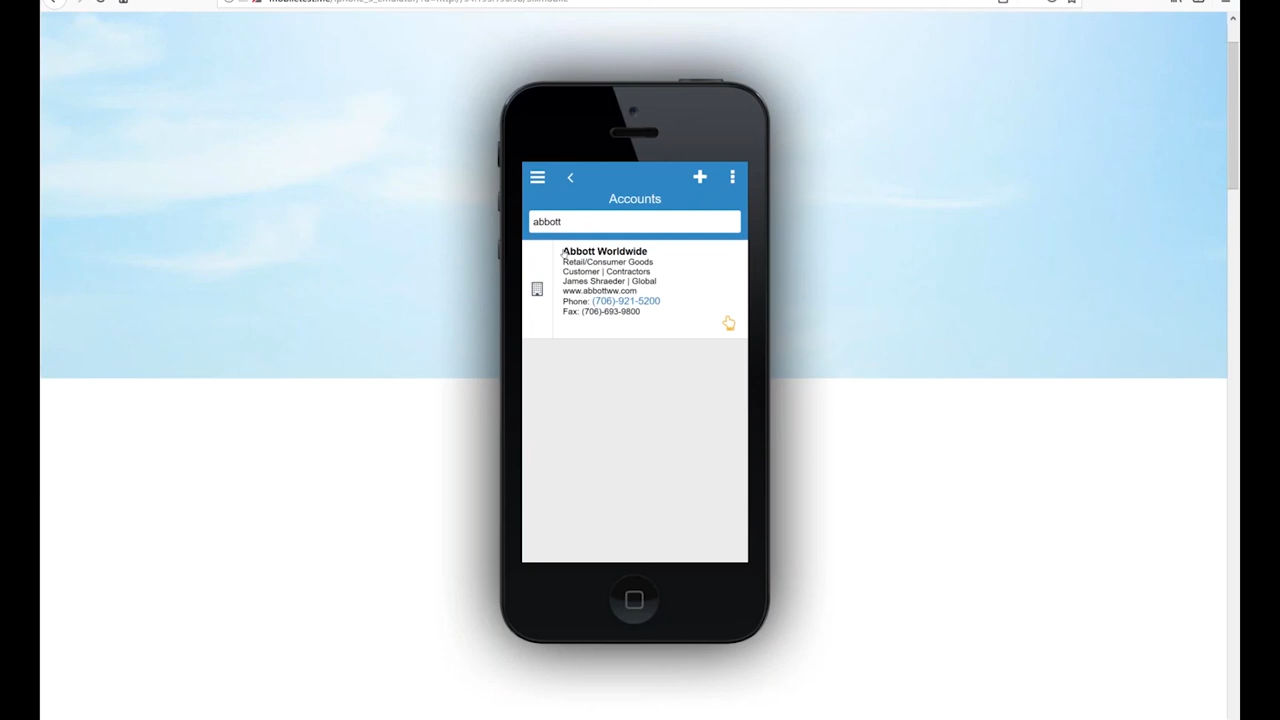 Accounts
abbott
Abbott Worldwide
Retail/Consumer Goods
Customer | Contractors
James Shraeder | Global
www.abbottww.com
Phone: (706)-921-5200
Fax: (706)-693-9800